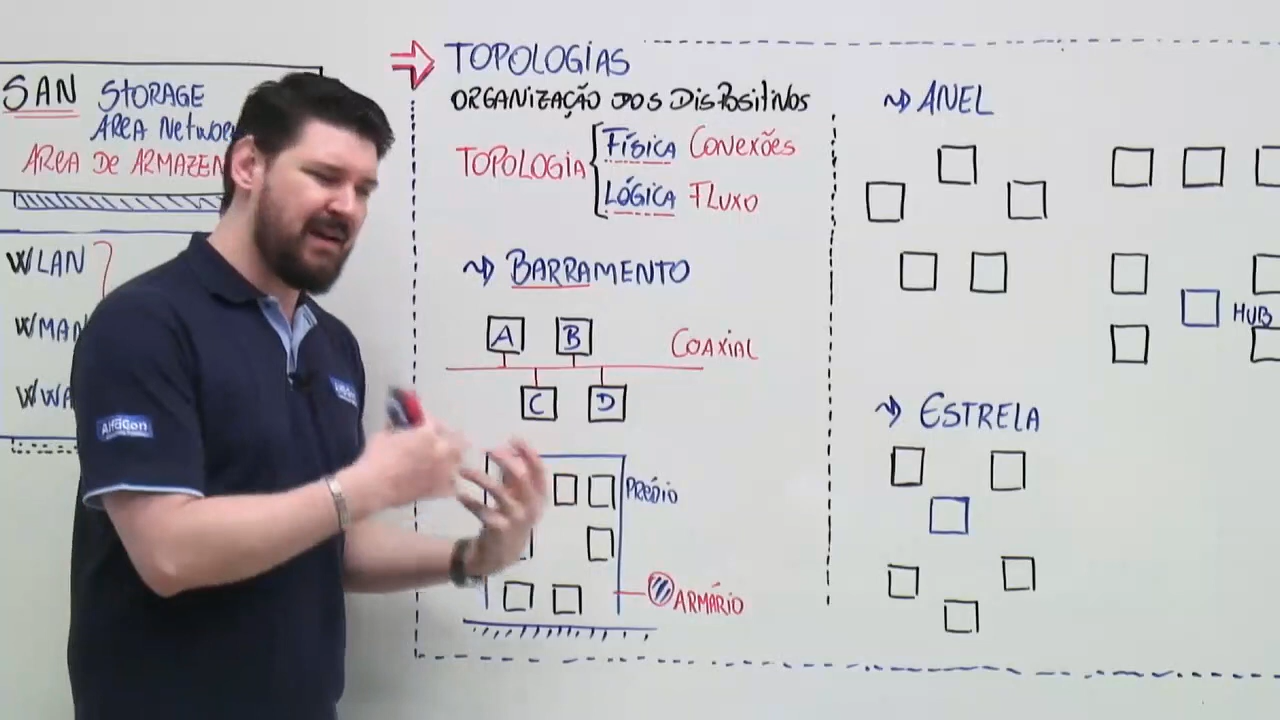 SAN STORAGE
AREA NETWOR
AREA DE ARMAZEN
WLAN
WMAN
WWA
TOPOLOGIAS
ORGANIZAÇÃO DOS DISPOSITIVOS
TOPOLOGIA
FÍSICA CONEXÕES
LÓGICA FLUXO
BARRAMENTO
A B
COAXIAL
C D
PRÉDIO
ARMÁRIO
ANEL
HUB
ESTRELA
AlfaCon